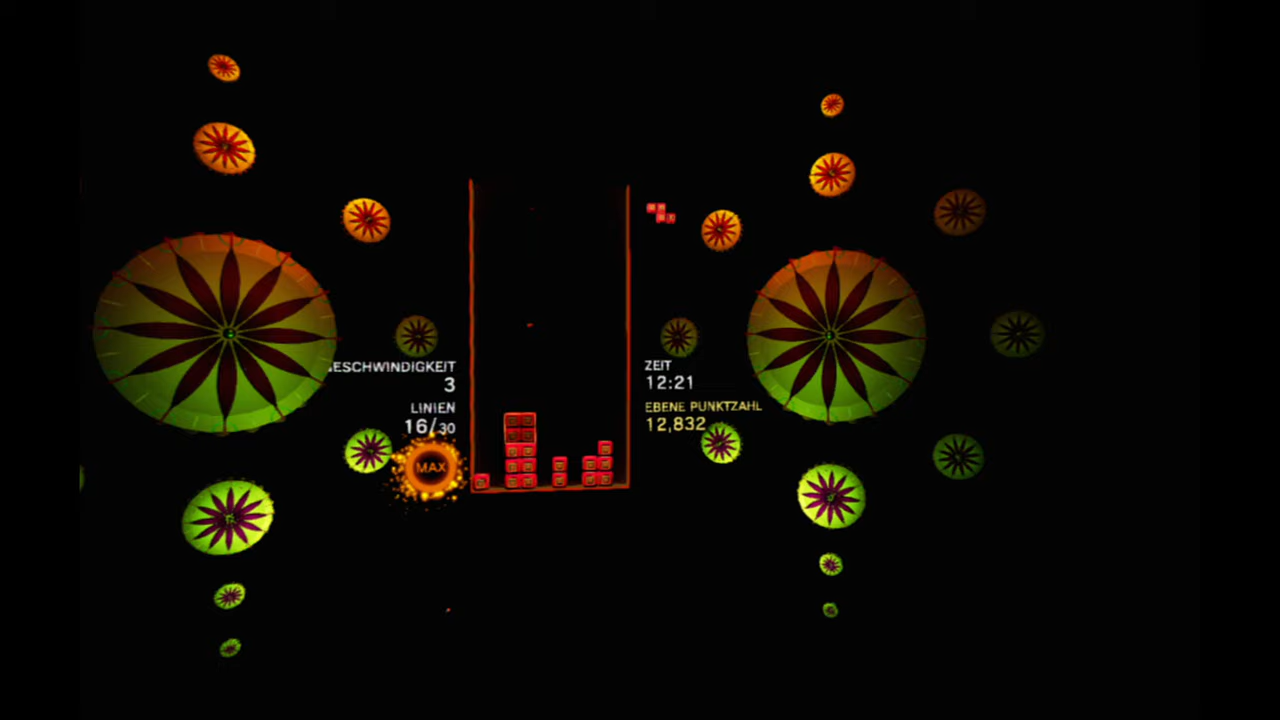 ESCHWINDIGKEIT
3
LINIEN
16/30
MAX
ZEIT
12:21
EBENE PUNKTZAHL
12,832